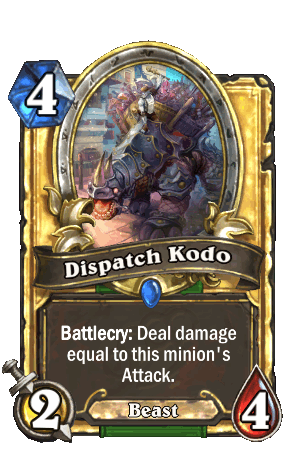 4
Dispatch Kodo
Battlecry: Deal damage
equal to this minion's
Attack.
2
Beast
4